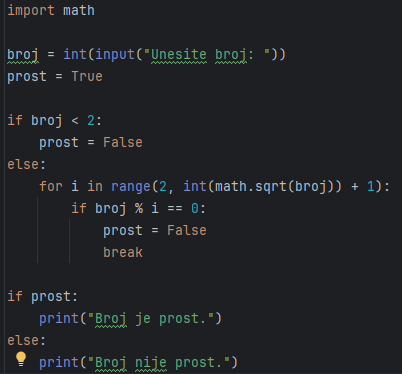 import math
broj = int(input("Unesite broj: "))
prost = True
if broj < 2:
    prost = False
else:
    for i in range(2, int(math.sqrt(broj)) + 1):
        if broj % i == 0:
            prost = False
            break
if prost:
    print("Broj je prost.")
else:
    print("Broj nije prost.")